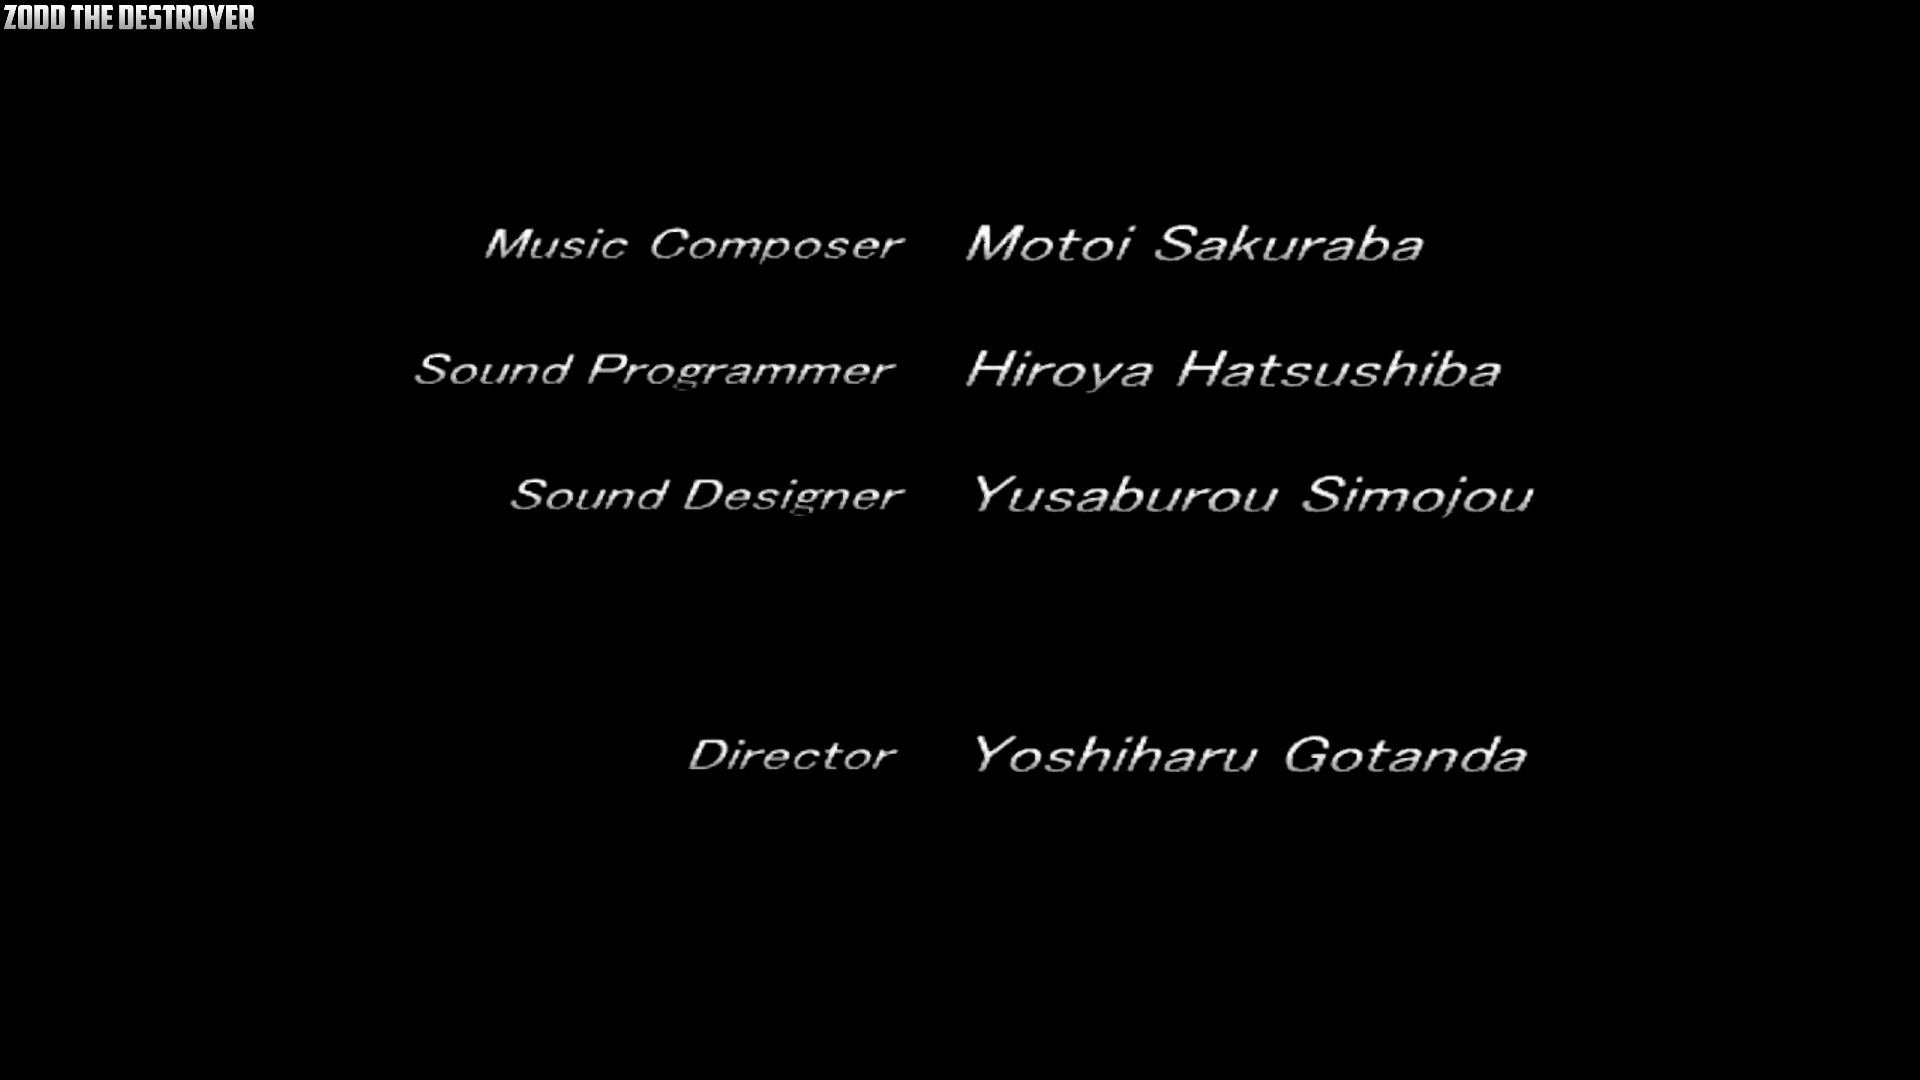 ZODD THE DESTROYER
Music Composer Motoi Sakuraba
Sound Programmer Hiroya Hatsushiba
Sound Designer Yusaburou Simojou
Director Yoshiharu Gotanda